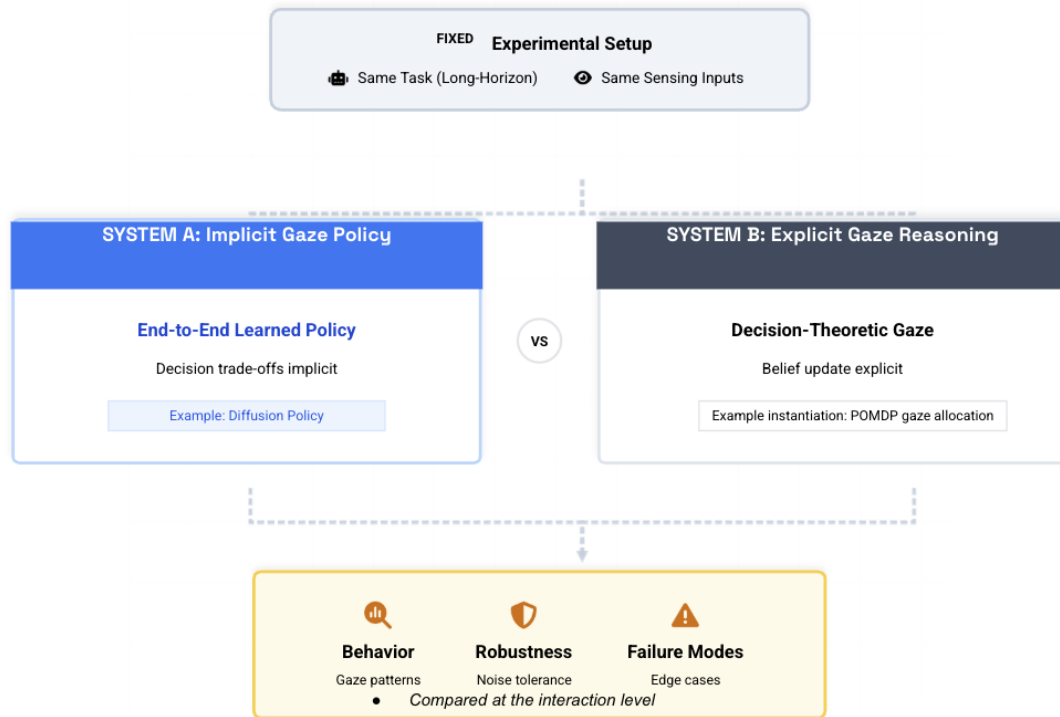 FIXED Experimental Setup
Same Task (Long-Horizon) Same Sensing Inputs
SYSTEM A: Implicit Gaze Policy
End-to-End Learned Policy
Decision trade-offs implicit
Example: Diffusion Policy
VS
SYSTEM B: Explicit Gaze Reasoning
Decision-Theoretic Gaze
Belief update explicit
Example instantiation: POMDP gaze allocation
Behavior Robustness Failure Modes
Gaze patterns Noise tolerance Edge cases
● Compared at the interaction level